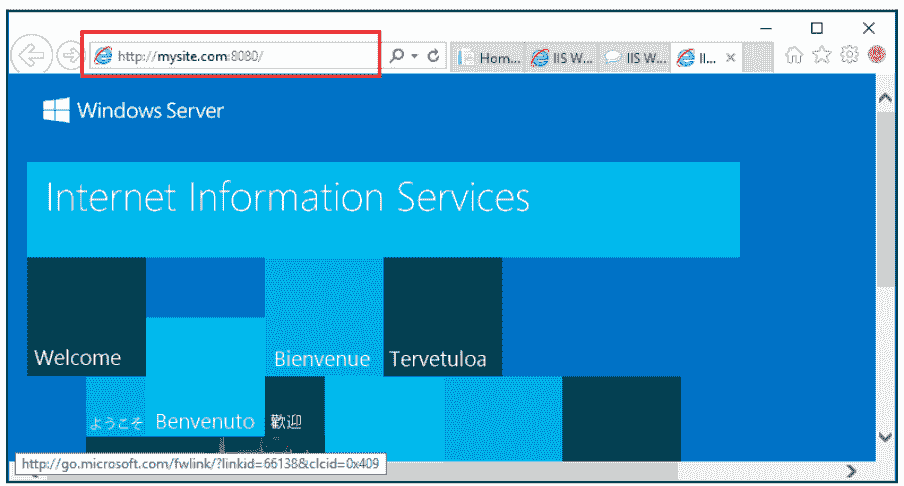 http://mysite.com:8080/
Hom...
IIS W...
IIS W...
II...
Windows Server
Internet Information Services
Welcome
Bienvenue
Tervetuloa
ようこそ
Benvenuto
歡迎
http://go.microsoft.com/fwlink/?linkid=66138&clcid=0x409